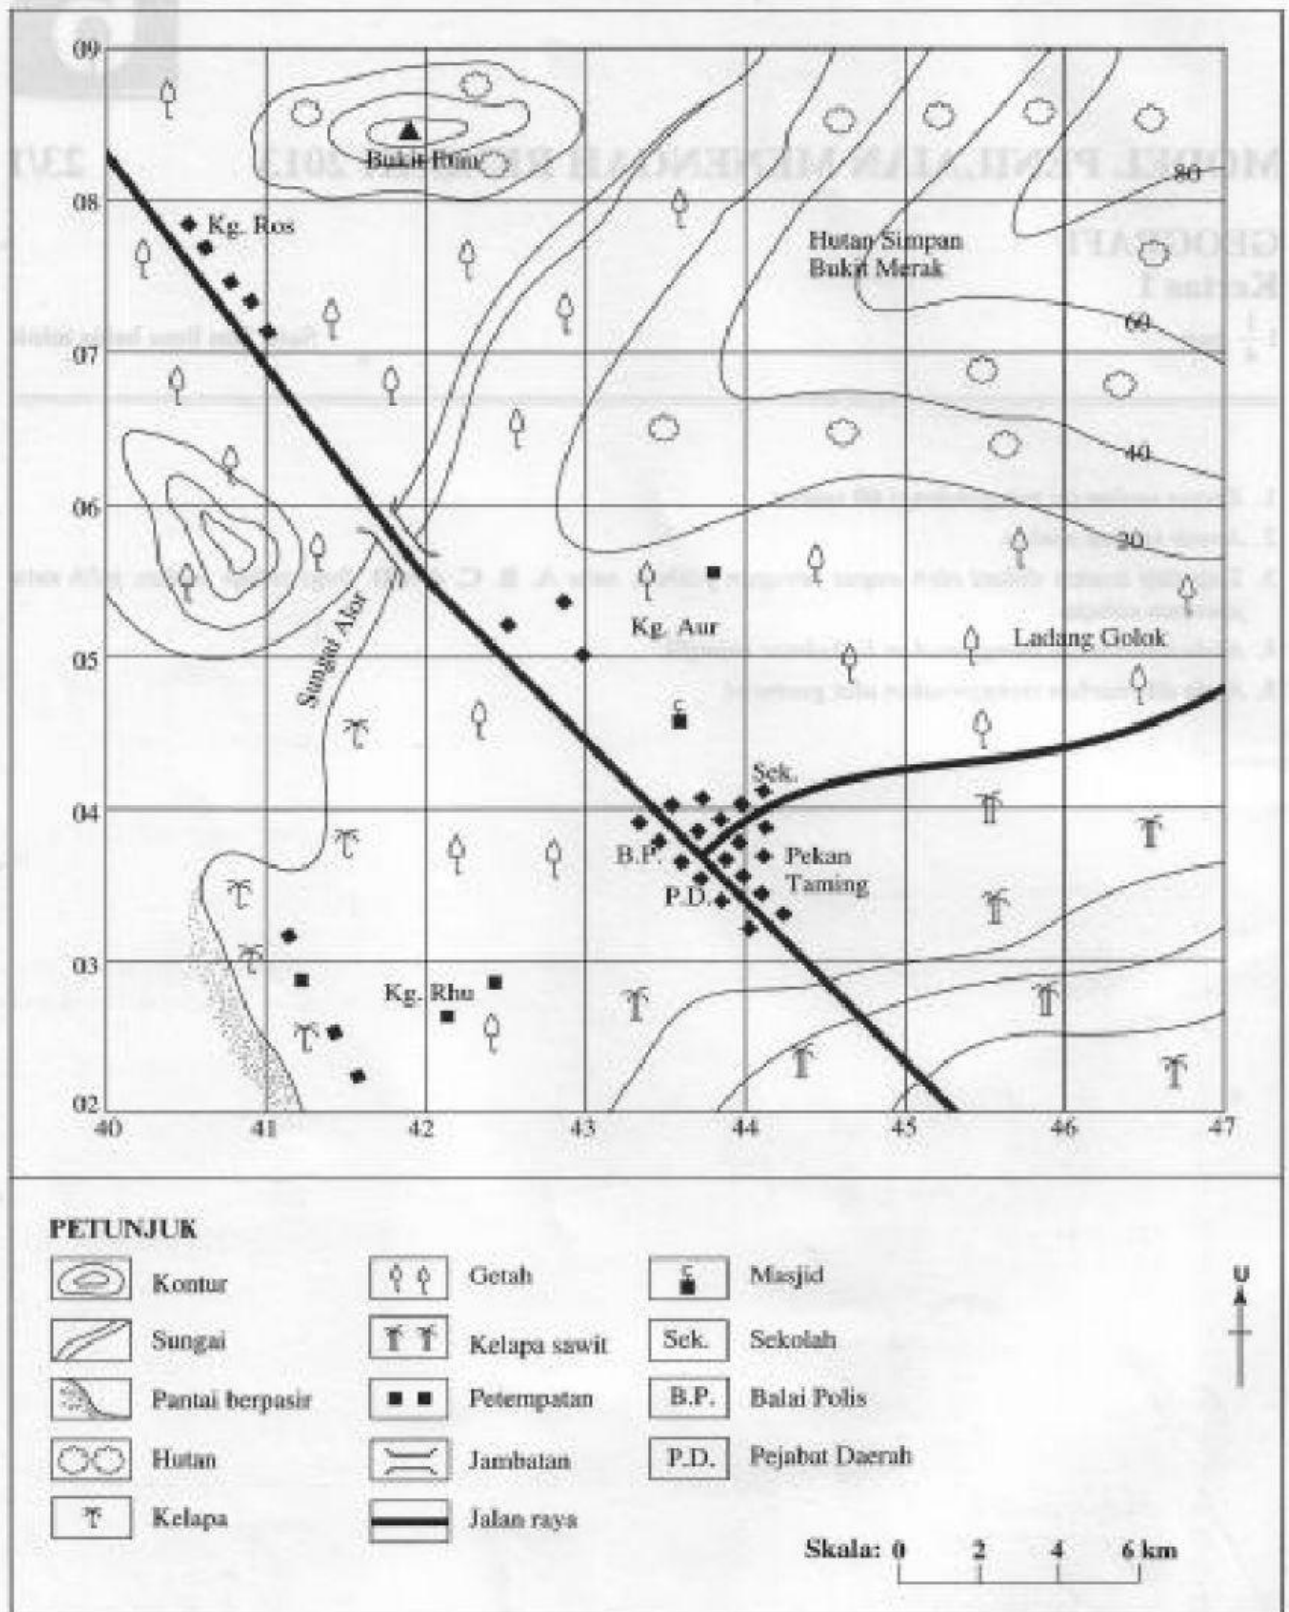 09
08
07
06
05
04
03
02
40
41
42
43
44
45
46
47
Kg. Ros
Hutan Simpan
Bukit Merak
80
60
40
20
Sungai Alor
Kg. Aur
Ladang Golok
Sek.
B.P.
Pekan
Taming
P.D.
Kg. Rhu
PETUNJUK
Kontur
Getah
Masjid
Sungai
Kelapa sawit
Sek.
Sekolah
Pantai berpasir
Petempatan
B.P.
Balai Polis
Hutan
Jambatan
P.D.
Pejabat Daerah
Kelapa
Jalan raya
U
Skala: 0 2 4 6 km